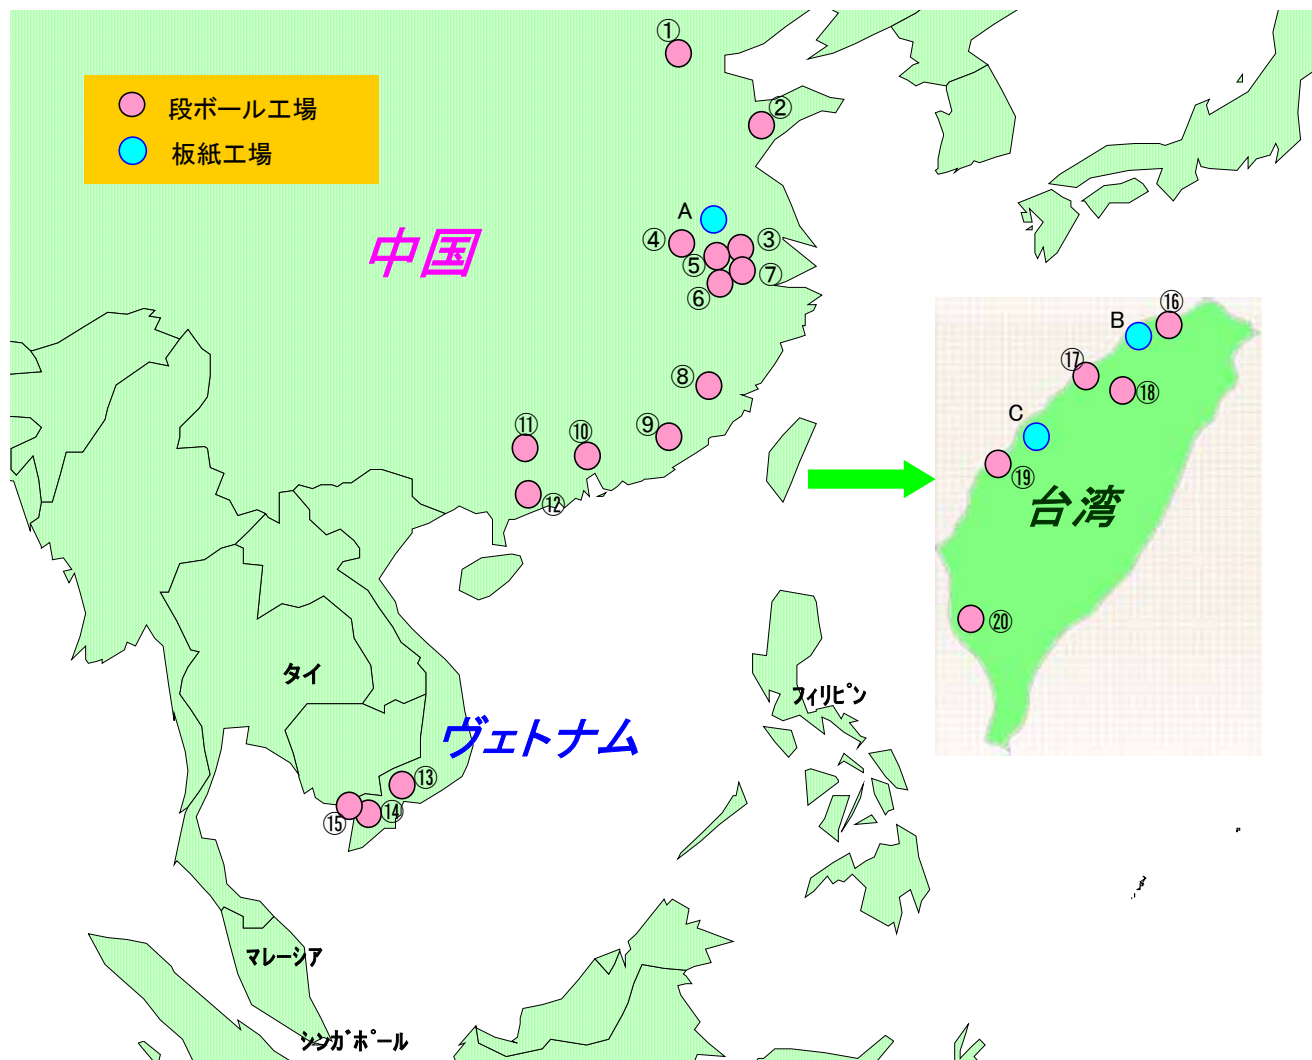 ①
段ボール工場
板紙工場
②
A
中国
④
③
⑤
⑦
⑥
⑯
B
⑰
⑧
⑱
C
⑪
⑩
⑨
⑲
⑫
台湾
⑳
タイ
フィリピン
ヴェトナム
⑬
⑭
⑮
マレーシア
シンガポール